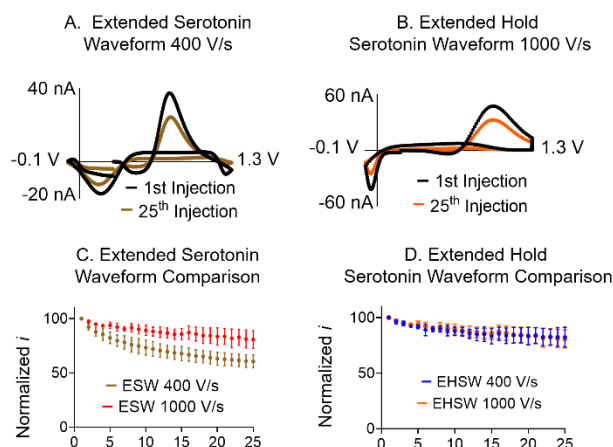 A. Extended Serotonin
Waveform 400 V/s
40 nA
-0.1 V
1.3 V
-20 nA
1st Injection
25th Injection
B. Extended Hold
Serotonin Waveform 1000 V/s
60 nA
-0.1 V
1.3 V
-60 nA
1st Injection
25th Injection
C. Extended Serotonin
Waveform Comparison
Normalized i
100
50
0
ESW 400 V/s
ESW 1000 V/s
0 5 10 15 20 25
D. Extended Hold
Serotonin Waveform Comparison
Normalized i
100
50
0
EHSW 400 V/s
EHSW 1000 V/s
0 5 10 15 20 25